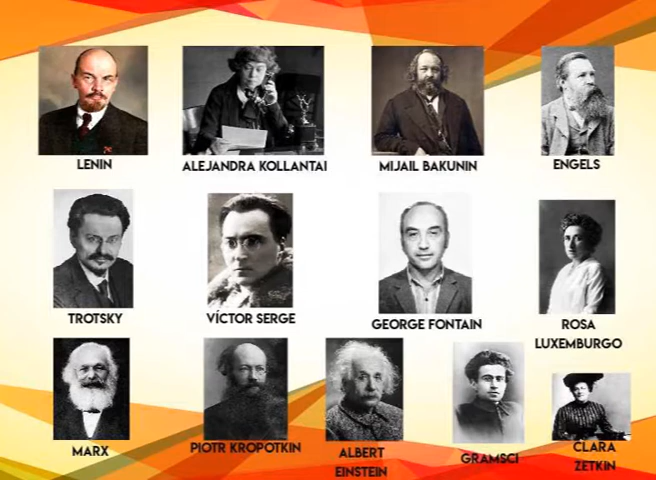 LENIN
ALEJANDRA KOLLANTAI
MIJAIL BAKUNIN
ENGELS
TROTSKY
VÍCTOR SERGE
GEORGE FONTAIN
ROSA
LUXEMBURGO
MARX
PIOTR KROPOTKIN
ALBERT
EINSTEIN
GRAMSCI
CLARA
ZETKIN